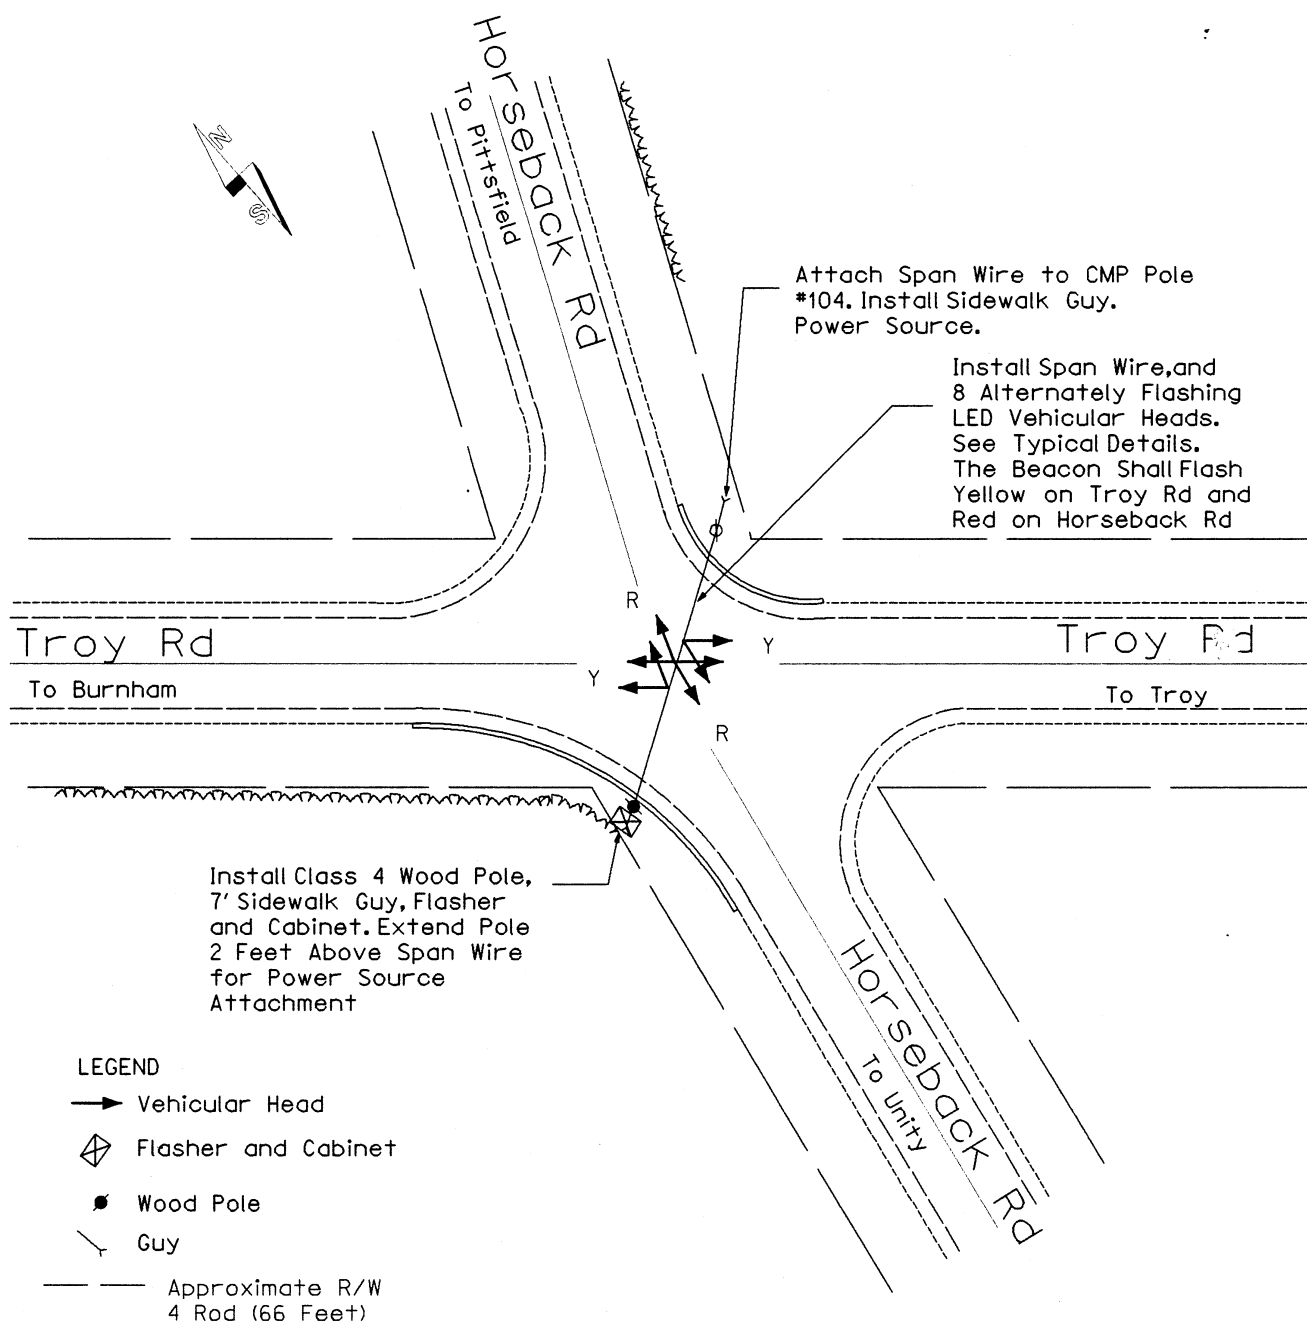 Horseback Rd
To Pittsfield
N
S
Attach Span Wire to CMP Pole
#104. Install Sidewalk Guy.
Power Source.
Install Span Wire, and
8 Alternately Flashing
LED Vehicular Heads.
See Typical Details.
The Beacon Shall Flash
Yellow on Troy Rd and
Red on Horseback Rd
R
Troy Rd
Y
Troy Rd
To Burnham
Y
To Troy
R
Install Class 4 Wood Pole,
7' Sidewalk Guy, Flasher
and Cabinet. Extend Pole
2 Feet Above Span Wire
for Power Source
Attachment
Horseback Rd
To Unity
LEGEND
Vehicular Head
Flasher and Cabinet
Wood Pole
Guy
Approximate R/W
4 Rod (66 Feet)